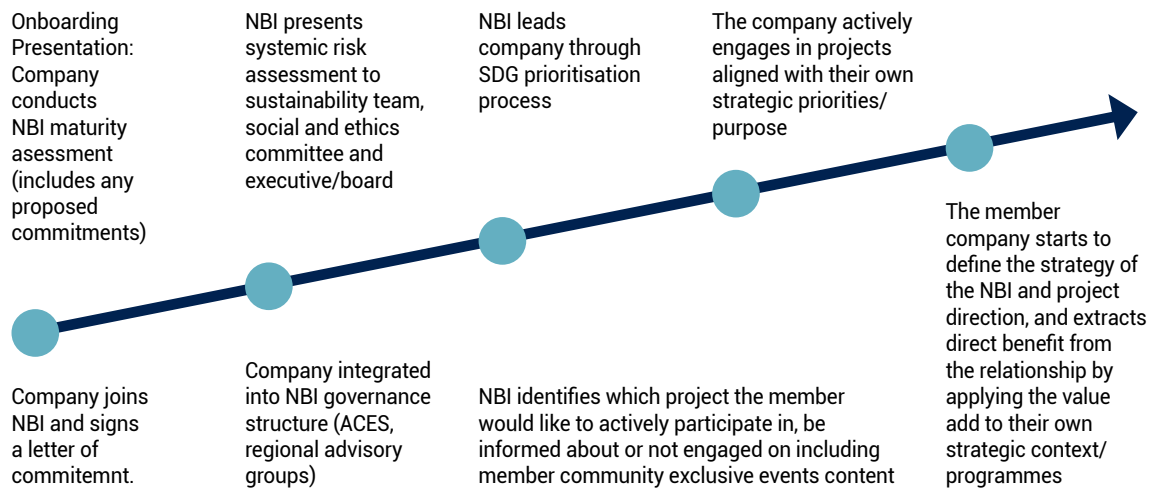 Onboarding
Presentation:
Company
conducts
NBI maturity
asessment
(includes any
proposed
commitments)
NBI presents
systemic risk
assessment to
sustainability team,
social and ethics
committee and
executive/board
NBI leads
company through
SDG prioritisation
process
The company actively
engages in projects
aligned with their own
strategic priorities/
purpose
Company joins
NBI and signs
a letter of
commitemnt.
Company integrated
into NBI governance
structure (ACES,
regional advisory
groups)
NBI identifies which project the member
would like to actively participate in, be
informed about or not engaged on including
member community exclusive events content
The member
company starts to
define the strategy of
the NBI and project
direction, and extracts
direct benefit from
the relationship by
applying the value
add to their own
strategic context/
programmes